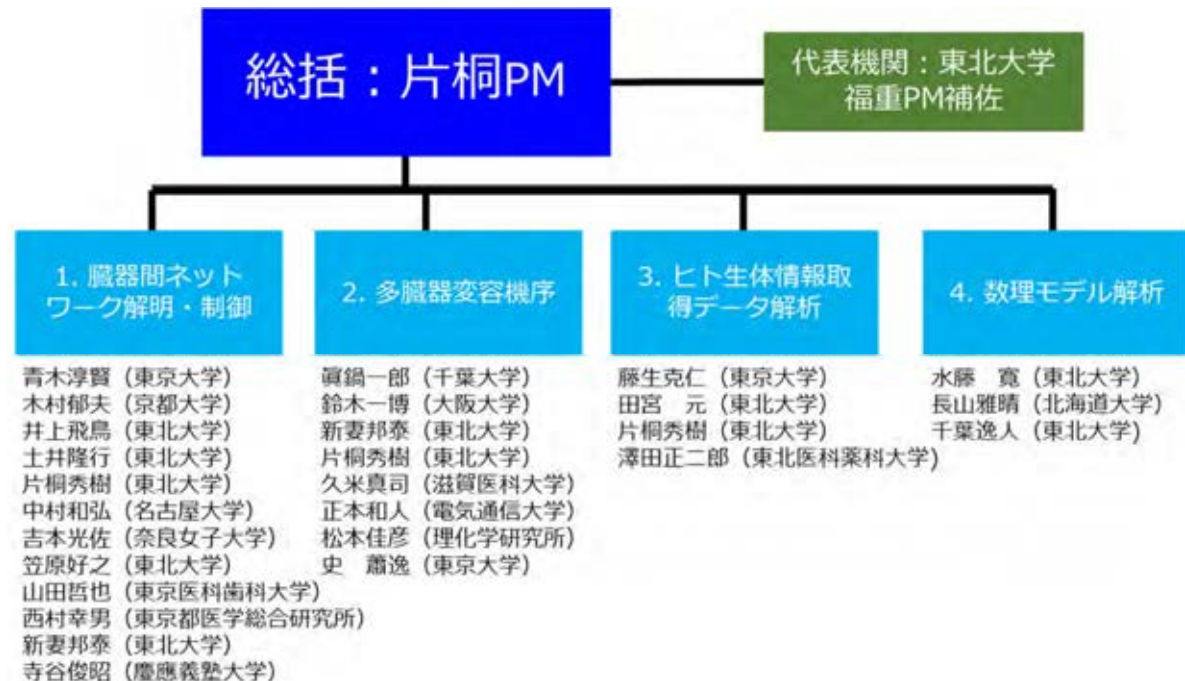 総括：片桐PM
代表機関：東北大学
福重PM補佐
1. 臓器間ネット
ワーク解明・制御
青木淳賢（東京大学）
木村郁夫（京都大学）
井上飛鳥（東北大学）
土井隆行（東北大学）
片桐秀樹（東北大学）
中村和弘（名古屋大学）
吉本光佐（奈良女子大学）
笠原好之（東北大学）
山田哲也（東京医科歯科大学）
西村幸男（東京都医学総合研究所）
新妻邦泰（東北大学）
寺谷俊昭（慶應義塾大学）
2. 多臓器変容機序
眞鍋一郎（千葉大学）
鈴木一博（大阪大学）
新妻邦泰（東北大学）
片桐秀樹（東北大学）
久米真司（滋賀医科大学）
正本和人（電気通信大学）
松本佳彦（理化学研究所）
史　蕭逸（東京大学）
3. ヒト生体情報取
得データ解析
藤生克仁（東京大学）
田宮　元（東北大学）
片桐秀樹（東北大学）
澤田正二郎（東北医科薬科大学)
4. 数理モデル解析
水藤　寛（東北大学）
長山雅晴（北海道大学）
千葉逸人（東北大学)